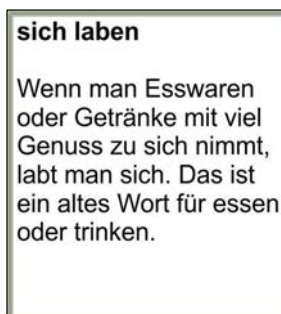 sich laben
Wenn man Esswaren
oder Getränke mit viel
Genuss zu sich nimmt,
labt man sich. Das ist
ein altes Wort für essen
oder trinken.